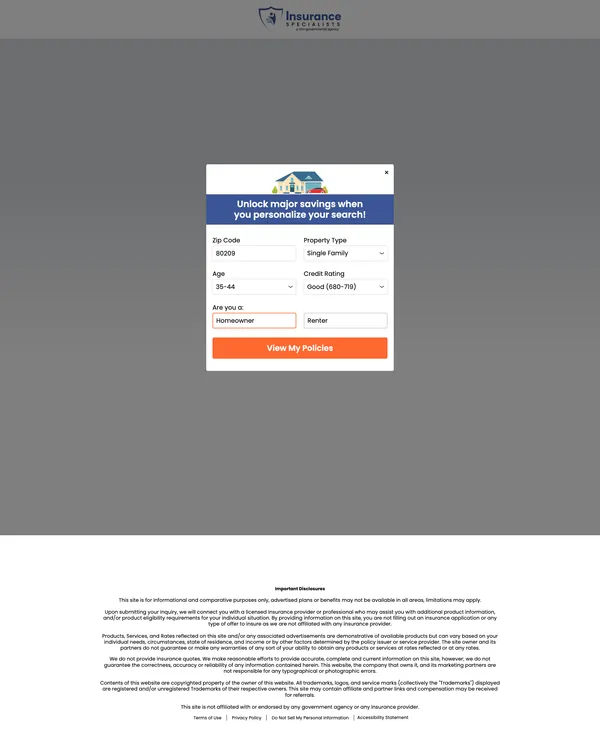 Insurance
SPECIALISTS
a non-government agency
×
Unlock major savings when
you personalize your search!
Zip Code
Property Type
80209
Single Family
Age
Credit Rating
35-44
Good (680-719)
Are you a:
Homeowner
Renter
View My Policies
Important Disclosures
This site is for informational and comparative purposes only, advertised plans or benefits may not be available in all areas, limitations may apply.
Upon submitting your inquiry, we will connect you with a licensed insurance provider or professional who may assist you with additional product information,
and/or product eligibility requirements for your individual situation. By providing information on this site, you are not filling out an insurance application or any
type of offer to insure as we are not affiliated with any insurance provider.
Products, Services, and Rates reflected on this site and/or any associated advertisements are demonstrative of available products but can vary based on your
individual needs, circumstances, state of residence, and income or by other factors determined by the policy issuer or service provider. The site owner and its
partners do not guarantee or make any warranties of any sort of your ability to obtain any products or services at rates reflected or at any rates.
We do not provide insurance quotes. We make reasonable efforts to provide accurate, complete and current information on this site, however, we do not
guarantee the correctness, accuracy or reliability of any information contained herein. This website, the company that owns it, and its marketing partners are
not responsible for any typographical or photographic errors.
Contents of this website are copyrighted property of the owner of this website. All trademarks, logos, and service marks (collectively the "Trademarks") displayed
are registered and/or unregistered Trademarks of their respective owners. This site may contain affiliate and partner links and compensation may be received
for referrals.
This site is not affiliated with or endorsed by any government agency or any insurance provider.
Terms of Use | Privacy Policy | Do Not Sell My Personal Information | Accessibility Statement